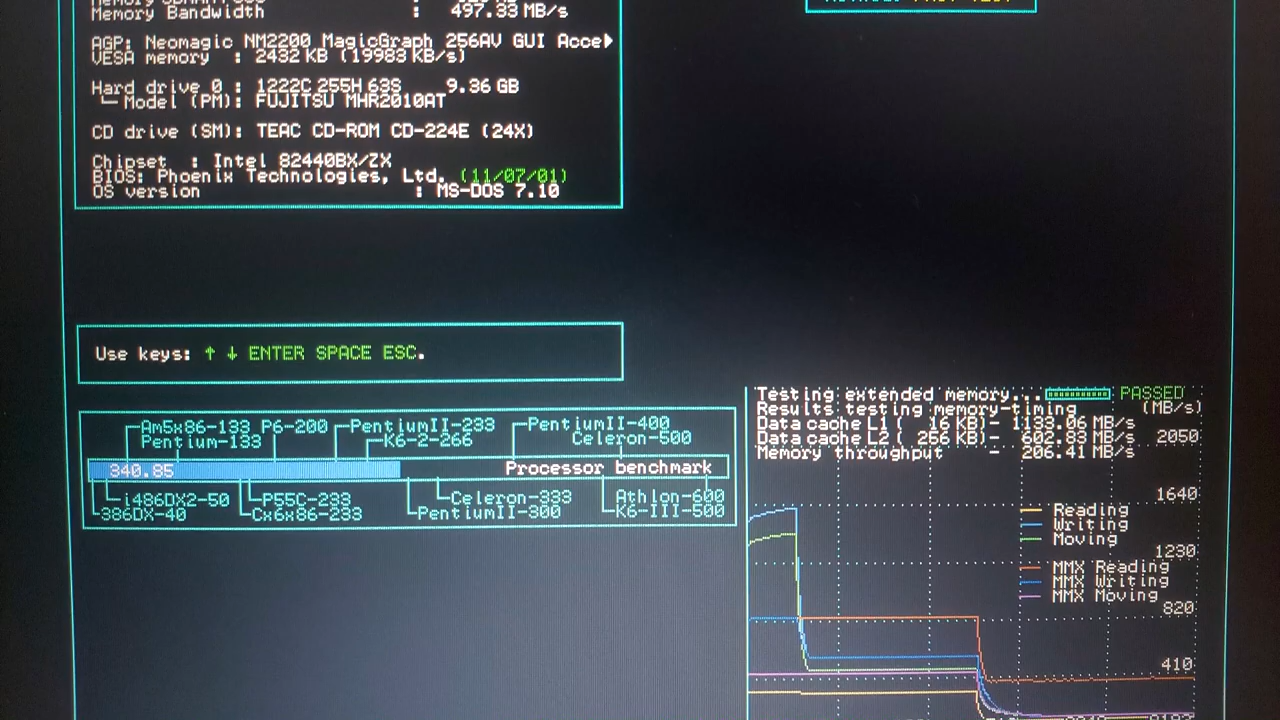 Memory Bandwidth : 497.33 MB/s
AGP: Neomagic NM2200 MagicGraph 256AV GUI Acce▶
VESA memory : 2432 KB (19983 KB/s)
Hard drive 0 : 1222C 255H 63S 9.36 GB
└─Model (PM): FUJITSU MHR2010AT
CD drive (SM): TEAC CD-ROM CD-224E (24X)
Chipset : Intel 82440BX/ZX
BIOS: Phoenix Technologies, Ltd. (11/07/01)
OS version : MS-DOS 7.10
Use keys: ↑ ↓ ENTER SPACE ESC.
Am5x86-133 P6-200 PentiumII-233 PentiumII-400
Pentium-133 K6-2-266 Celeron-500
340.85 Processor benchmark
i486DX2-50 P55C-233 Celeron-333 Athlon-600
386DX-40 Cx6x86-233 PentiumII-300 K6-III-500
Testing extended memory... PASSED
Results testing memory-timing (MB/s)
Data cache L1 ( 16 KB)- 1133.06 MB/s
Data cache L2 ( 256 KB)- 602.83 MB/s 2050
Memory throughput - 206.41 MB/s
1640
Reading
Writing
Moving
1230
MMX Reading
MMX Writing
MMX Moving
820
410